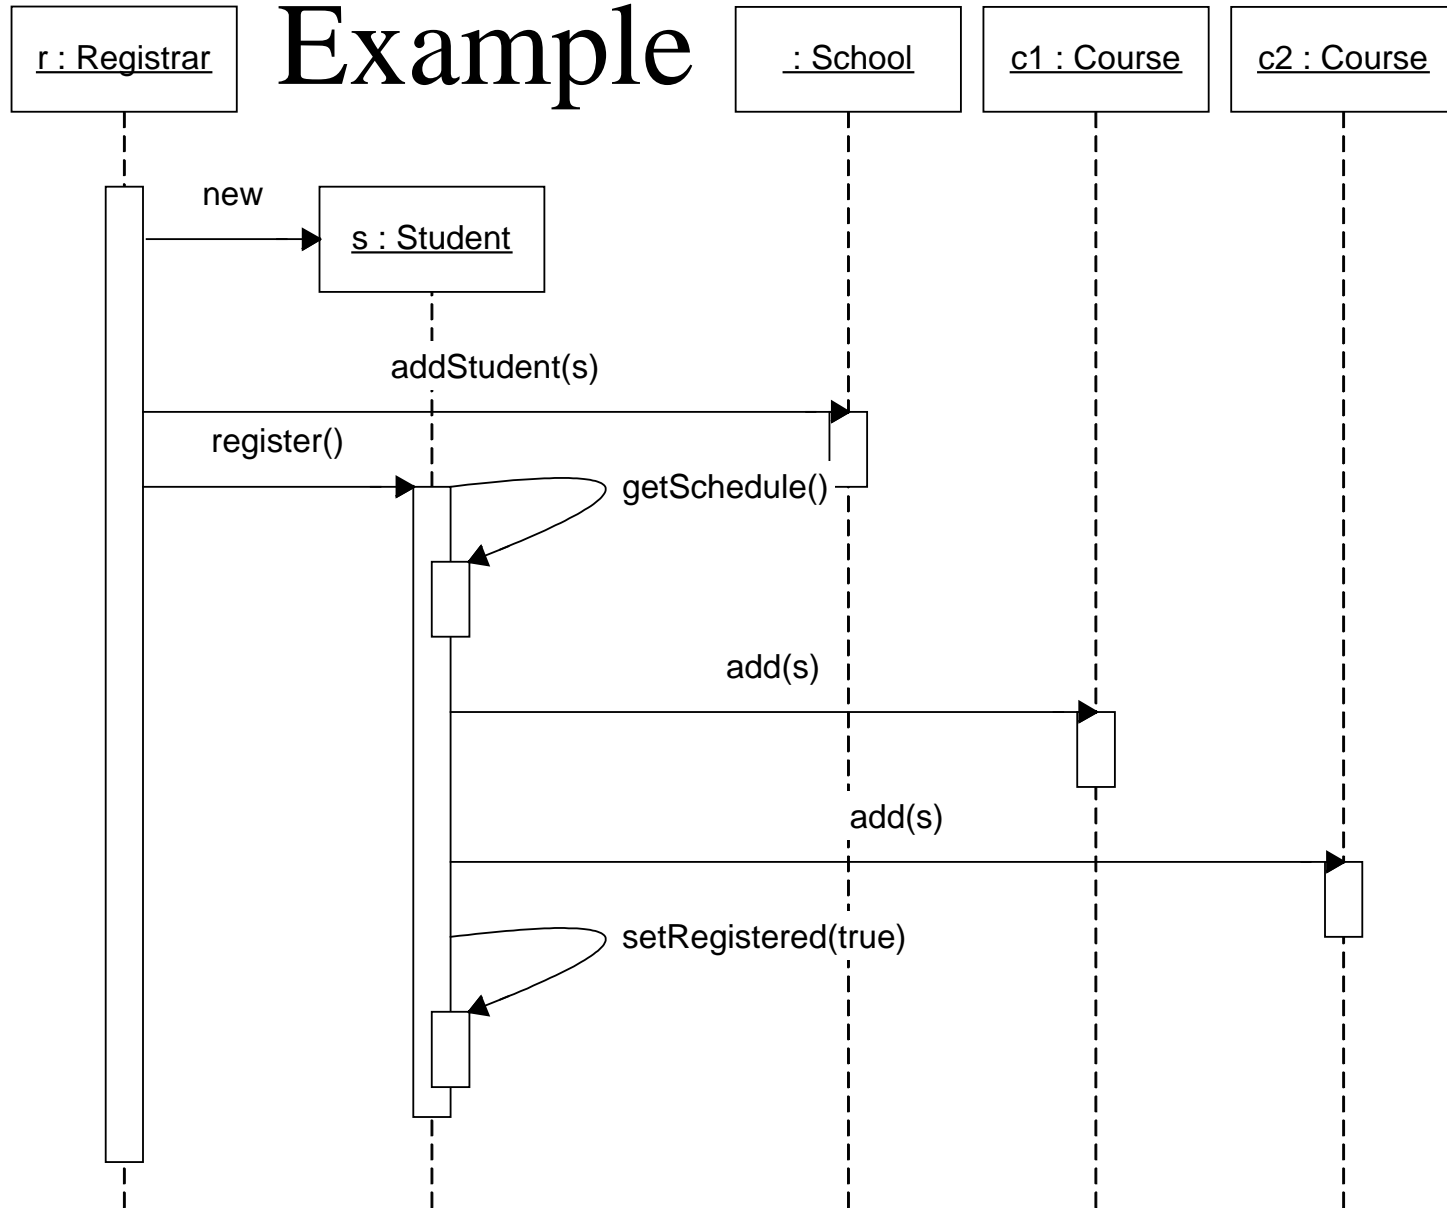 Example
r : Registrar
: School
c1 : Course
c2 : Course
new
s : Student
addStudent(s)
register()
getSchedule()
add(s)
add(s)
setRegistered(true)